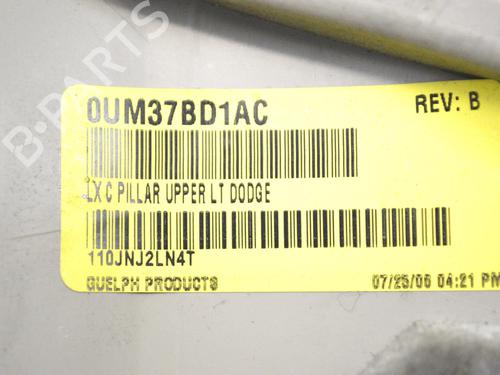 B-PARTS
0UM37BD1AC
REV: B
LX C PILLAR UPPER LT DODGE
110JNJ2LN4T
GUELPH PRODUCTS
07/25/06 04:21 PM